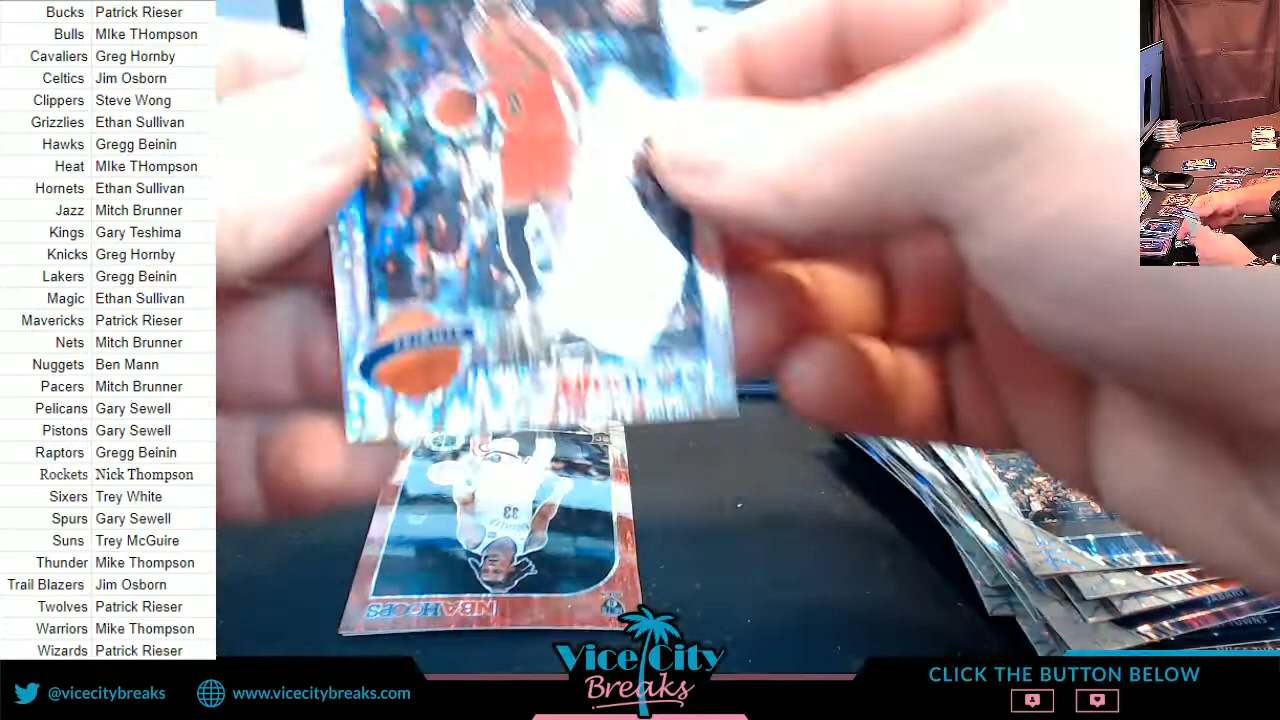 Bucks Patrick Rieser
Bulls MIke THompson
Cavaliers Greg Hornby
Celtics Jim Osborn
Clippers Steve Wong
Grizzlies Ethan Sullivan
Hawks Gregg Beinin
Heat MIke THompson
Hornets Ethan Sullivan
Jazz Mitch Brunner
Kings Gary Teshima
Knicks Greg Hornby
Lakers Gregg Beinin
Magic Ethan Sullivan
Mavericks Patrick Rieser
Nets Mitch Brunner
Nuggets Ben Mann
Pacers Mitch Brunner
Pelicans Gary Sewell
Pistons Gary Sewell
Raptors Gregg Beinin
Rockets Nick Thompson
Sixers Trey White
Spurs Gary Sewell
Suns Trey McGuire
Thunder Mike Thompson
Trail Blazers Jim Osborn
Twolves Patrick Rieser
Warriors Mike Thompson
Wizards Patrick Rieser
TRIBUTE
33
NBA HOOPS
JABARI
TOWNS
Vice City
Breaks
@vicecitybreaks
www.vicecitybreaks.com
CLICK THE BUTTON BELOW